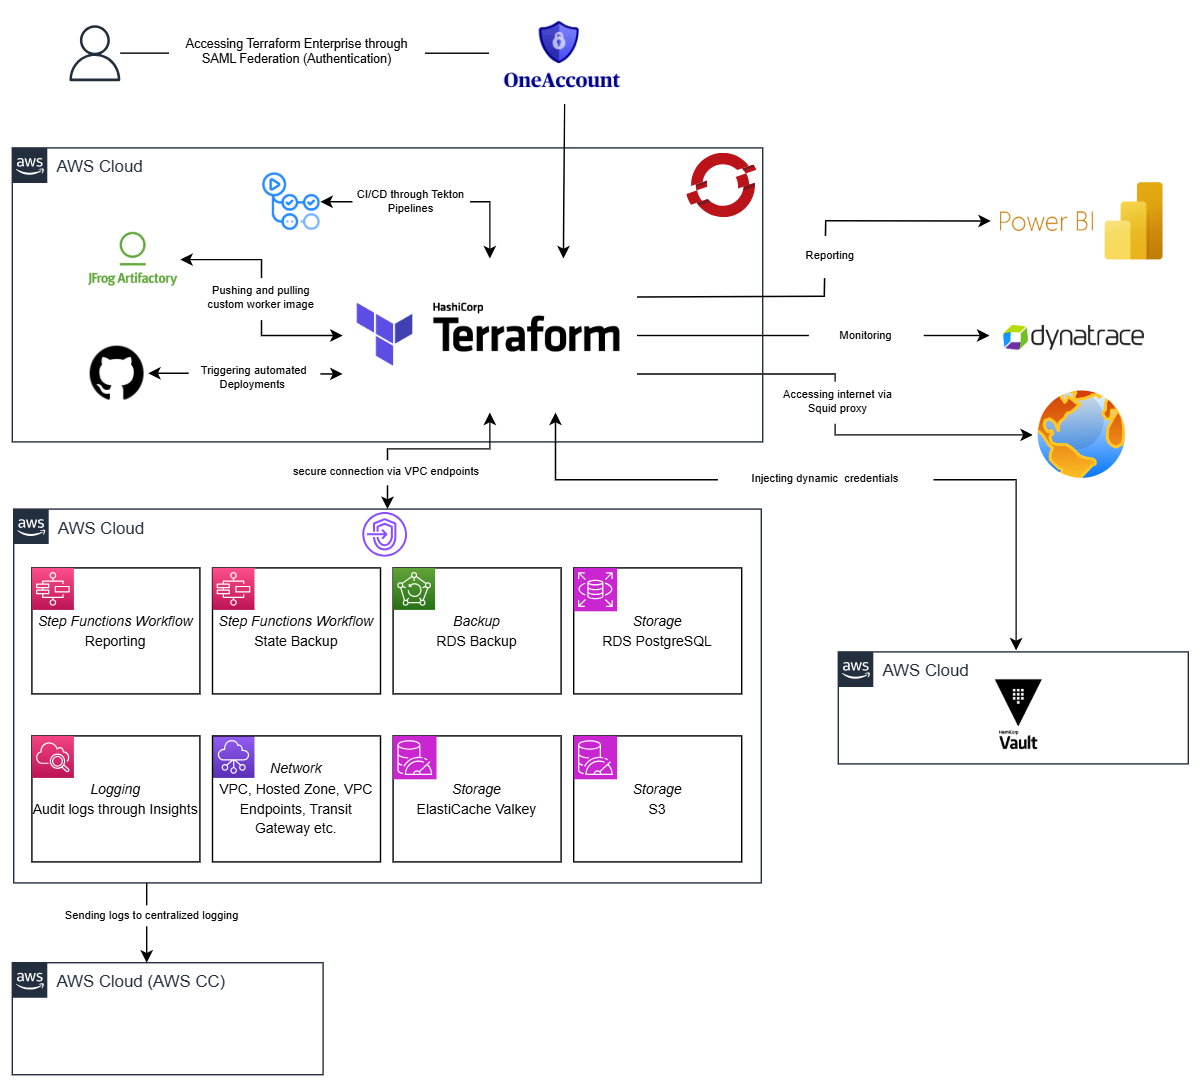 Accessing Terraform Enterprise through
SAML Federation (Authentication)
OneAccount
aws
AWS Cloud
CI/CD through Tekton
Pipelines
JFrog Artifactory
Pushing and pulling
custom worker image
HashiCorp
Terraform
Triggering automated
Deployments
Reporting
Power BI
Monitoring
dynatrace
Accessing internet via
Squid proxy
secure connection via VPC endpoints
Injecting dynamic credentials
aws
AWS Cloud
Step Functions Workflow
Reporting
Step Functions Workflow
State Backup
Backup
RDS Backup
Storage
RDS PostgreSQL
Logging
Audit logs through Insights
Network
VPC, Hosted Zone, VPC
Endpoints, Transit
Gateway etc.
Storage
ElastiCache Valkey
Storage
S3
aws
AWS Cloud
HashiCorp
Vault
Sending logs to centralized logging
aws
AWS Cloud (AWS CC)